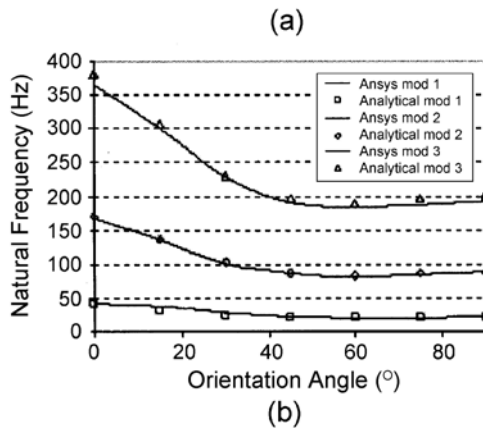 (a)
400
350
300
250
200
150
100
50
0
Natural Frequency (Hz)
Ansys mod 1
Analytical mod 1
Ansys mod 2
Analytical mod 2
Ansys mod 3
Analytical mod 3
0 20 40 60 80
Orientation Angle (O)
(b)